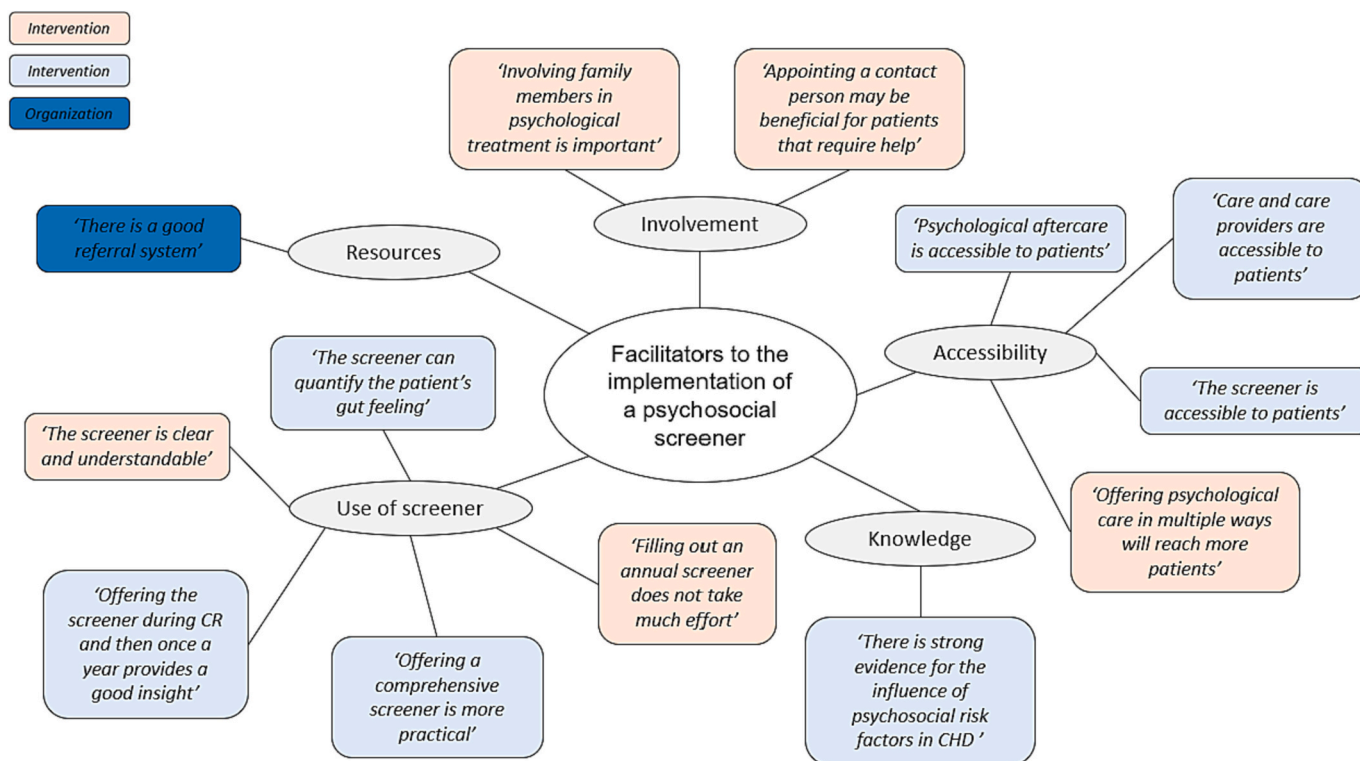 Intervention
Intervention
Organization
‘Involving family
members in
psychological
treatment is important’
‘Appointing a contact
person may be
beneficial for patients
that require help’
‘There is a good
referral system’
Resources
Involvement
‘Psychological aftercare
is accessible to patients’
‘Care and care
providers are
accessible to
patients’
Facilitators to the
implementation of
a psychosocial
screener
Accessibility
‘The screener is
accessible to patients’
‘The screener can
quantify the patient’s
gut feeling’
‘The screener is clear
and understandable’
Use of screener
‘Offering psychological
care in multiple ways
will reach more
patients’
‘Filling out an
annual screener
does not take
much effort’
Knowledge
‘Offering the
screener during CR
and then once a
year provides a
good insight’
‘Offering a
comprehensive
screener is more
practical’
‘There is strong
evidence for the
influence of
psychosocial risk
factors in CHD ’